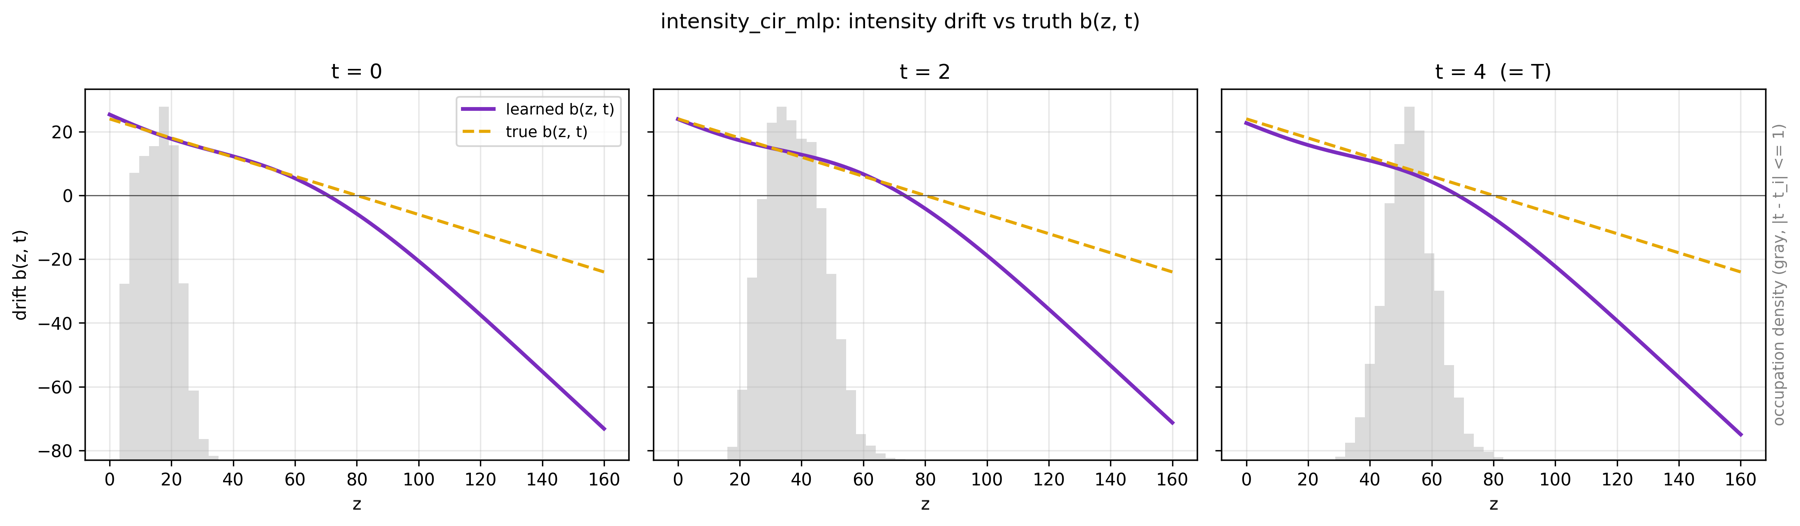 intensity_cir_mlp: intensity drift vs truth b(z, t)
t = 0
t = 2
t = 4  (= T)
learned b(z, t)
true b(z, t)
drift b(z, t)
20
0
−20
−40
−60
−80
0 20 40 60 80 100 120 140 160
0 20 40 60 80 100 120 140 160
0 20 40 60 80 100 120 140 160
z
z
z
occupation density (gray, |t - t_i| <= 1)